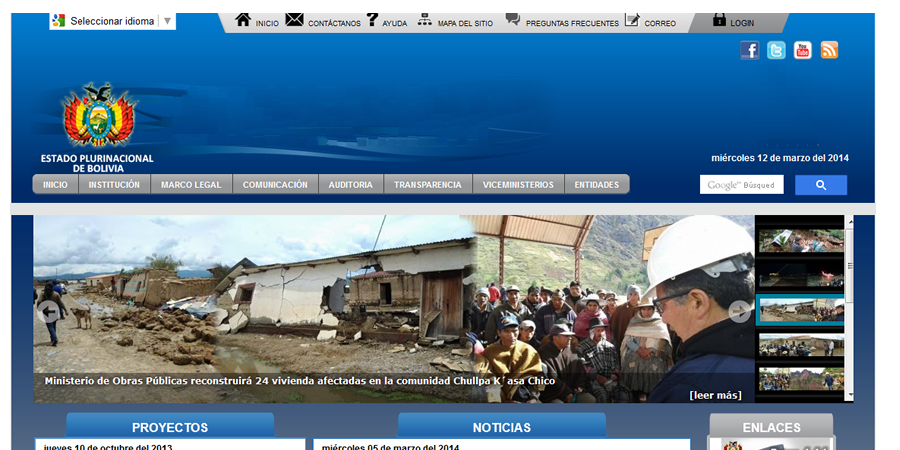 Seleccionar idioma ▼
INICIO
CONTÁCTANOS
AYUDA
MAPA DEL SITIO
PREGUNTAS FRECUENTES
CORREO
LOGIN
ESTADO PLURINACIONAL
DE BOLIVIA
miércoles 12 de marzo del 2014
INICIO
INSTITUCIÓN
MARCO LEGAL
COMUNICACIÓN
AUDITORIA
TRANSPARENCIA
VICEMINISTERIOS
ENTIDADES
Google™ Búsqued
Ministerio de Obras Públicas reconstruirá 24 vivienda afectadas en la comunidad Chullpa K´ asa Chico
[leer más]
PROYECTOS
NOTICIAS
ENLACES
jueves 10 de octubre del 2013
miércoles 05 de marzo del 2014